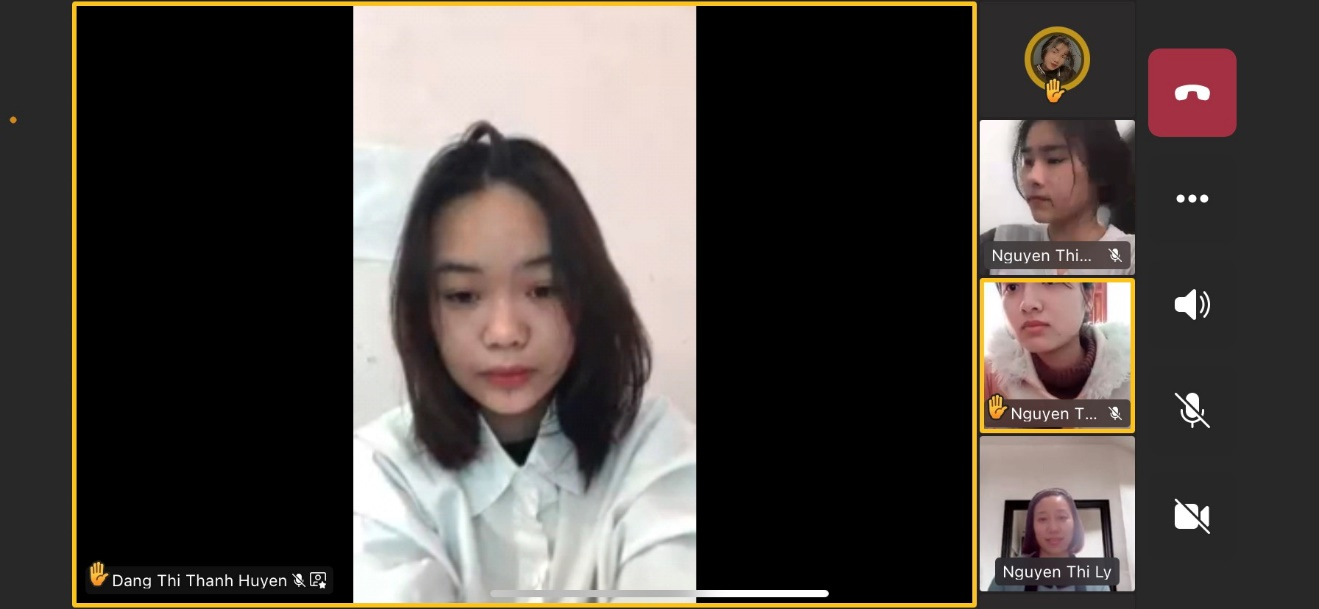 Dang Thi Thanh Huyen
Nguyen Thi...
Nguyen T...
Nguyen Thi Ly